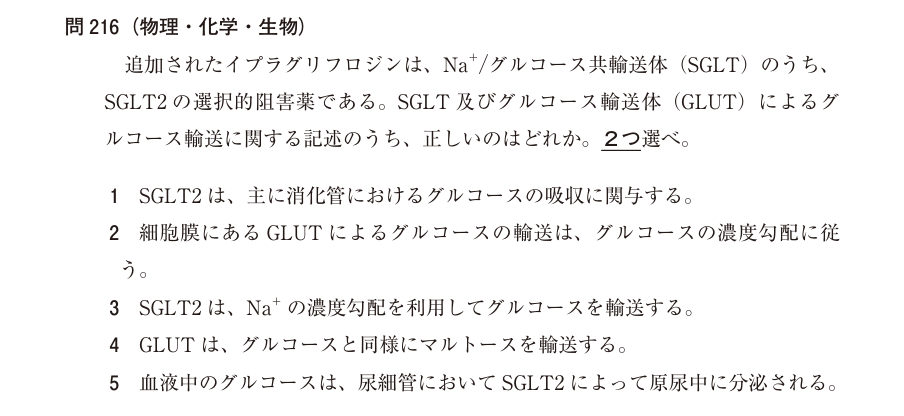 問 216（物理・化学・生物）
追加されたイプラグリフロジンは、Na⁺/グルコース共輸送体（SGLT）のうち、
SGLT2 の選択的阻害薬である。SGLT 及びグルコース輸送体（GLUT）によるグ
ルコース輸送に関する記述のうち、正しいのはどれか。２つ選べ。
1 SGLT2 は、主に消化管におけるグルコースの吸収に関与する。
2 細胞膜にある GLUT によるグルコースの輸送は、グルコースの濃度勾配に従
う。
3 SGLT2 は、Na⁺ の濃度勾配を利用してグルコースを輸送する。
4 GLUT は、グルコースと同様にマルトースを輸送する。
5 血液中のグルコースは、尿細管において SGLT2 によって原尿中に分泌される。